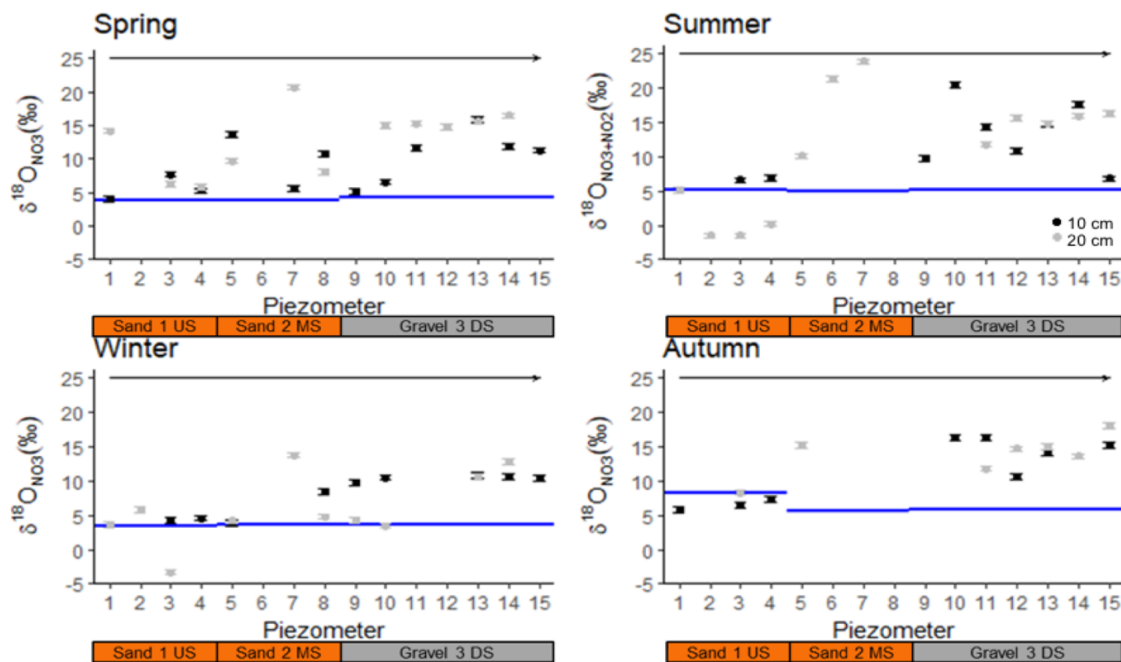 Spring
δ18ONO3(‰)
25
20
15
10
5
0
-5
1 2 3 4 5 6 7 8 9 10 11 12 13 14 15
Piezometer
Sand 1 US Sand 2 MS Gravel 3 DS
Summer
δ18ONO3+NO2(‰)
25
20
15
10
5
0
-5
10 cm
20 cm
1 2 3 4 5 6 7 8 9 10 11 12 13 14 15
Piezometer
Sand 1 US Sand 2 MS Gravel 3 DS
Winter
δ18ONO3(‰)
25
20
15
10
5
0
-5
1 2 3 4 5 6 7 8 9 10 11 12 13 14 15
Piezometer
Sand 1 US Sand 2 MS Gravel 3 DS
Autumn
δ18ONO3(‰)
25
20
15
10
5
0
-5
1 2 3 4 5 6 7 8 9 10 11 12 13 14 15
Piezometer
Sand 1 US Sand 2 MS Gravel 3 DS